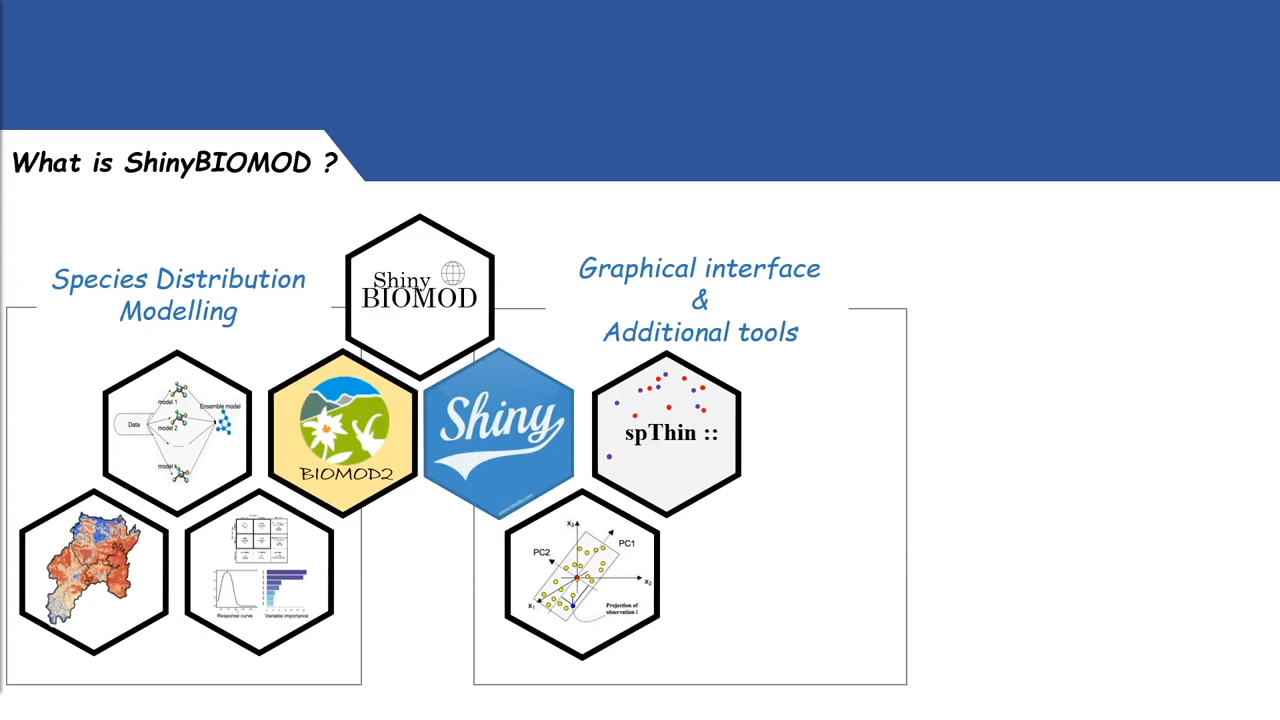 What is ShinyBIOMOD ?
Species Distribution
Modelling
Shiny
BIOMOD
Graphical interface
&
Additional tools
Data
model 1
model 2
......
model k
Ensemble model
BIOMOD2
Shiny
spThin ::
Response curve
Variable importance
X3
PC1
PC2
X2
X1
Projection of
observation i